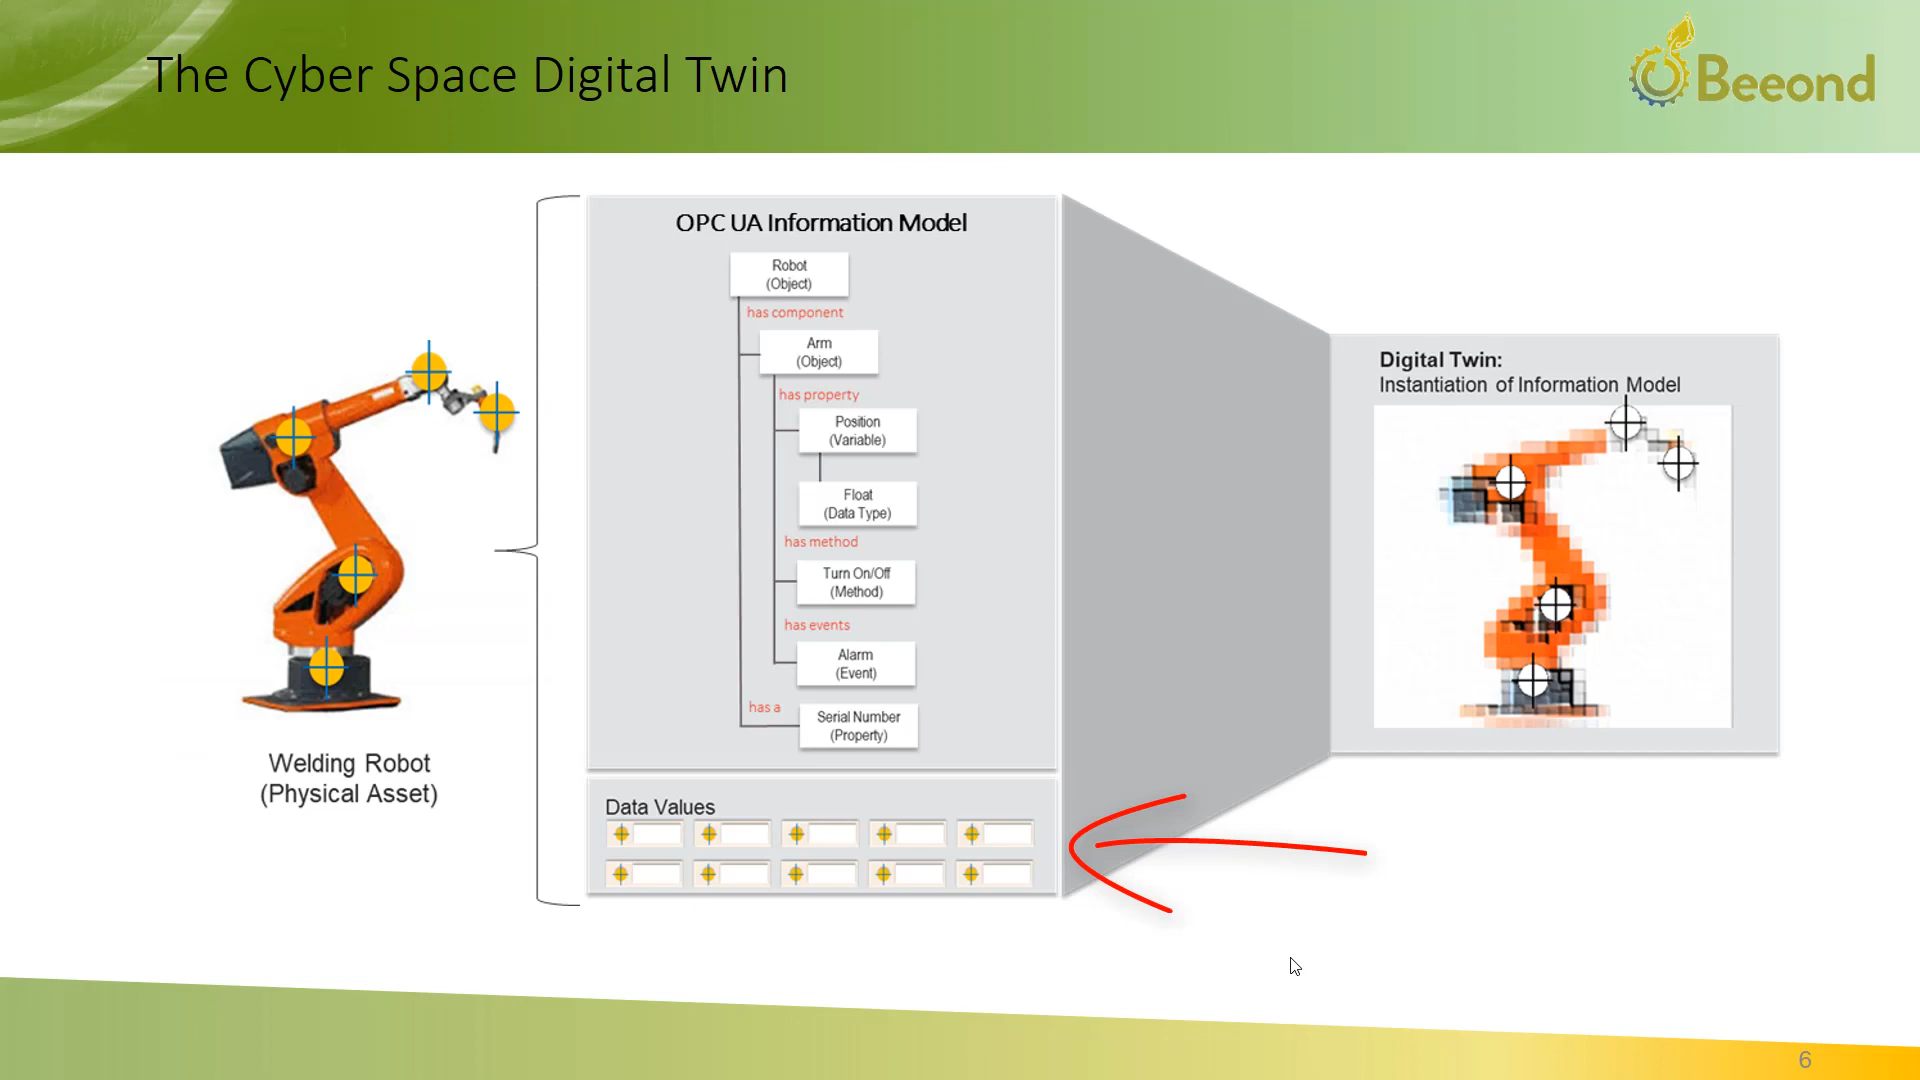 The Cyber Space Digital Twin
Beeond
OPC UA Information Model
Robot
(Object)
has component
Arm
(Object)
has property
Position
(Variable)
Float
(Data Type)
has method
Turn On/Off
(Method)
has events
Alarm
(Event)
has a
Serial Number
(Property)
Welding Robot
(Physical Asset)
Data Values
Digital Twin:
Instantiation of Information Model
6